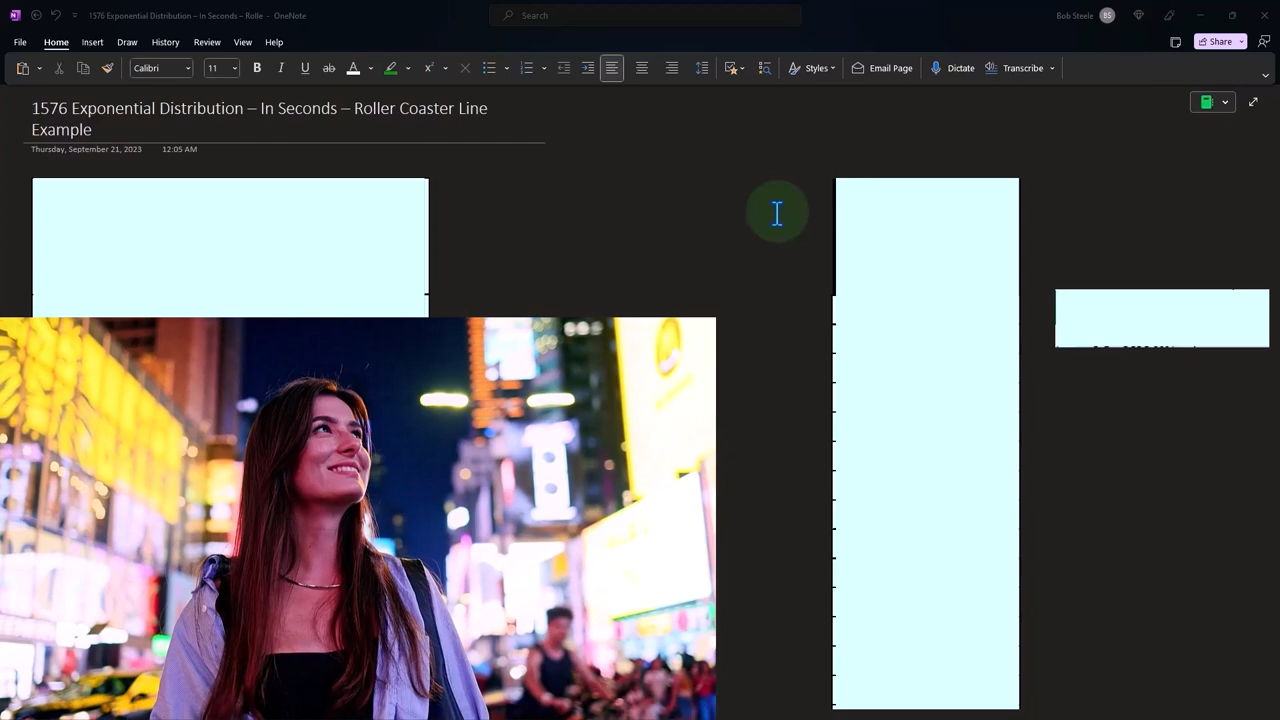 1576 Exponential Distribution – In Seconds – Rolle - OneNote
Search
Bob Steele
BS
File
Home
Insert
Draw
History
Review
View
Help
Share
Calibri
11
B
I
U
ab
A
x²
Styles
Email Page
Dictate
Transcribe
1576 Exponential Distribution – In Seconds – Roller Coaster Line
Example
Thursday, September 21, 2023
12:05 AM